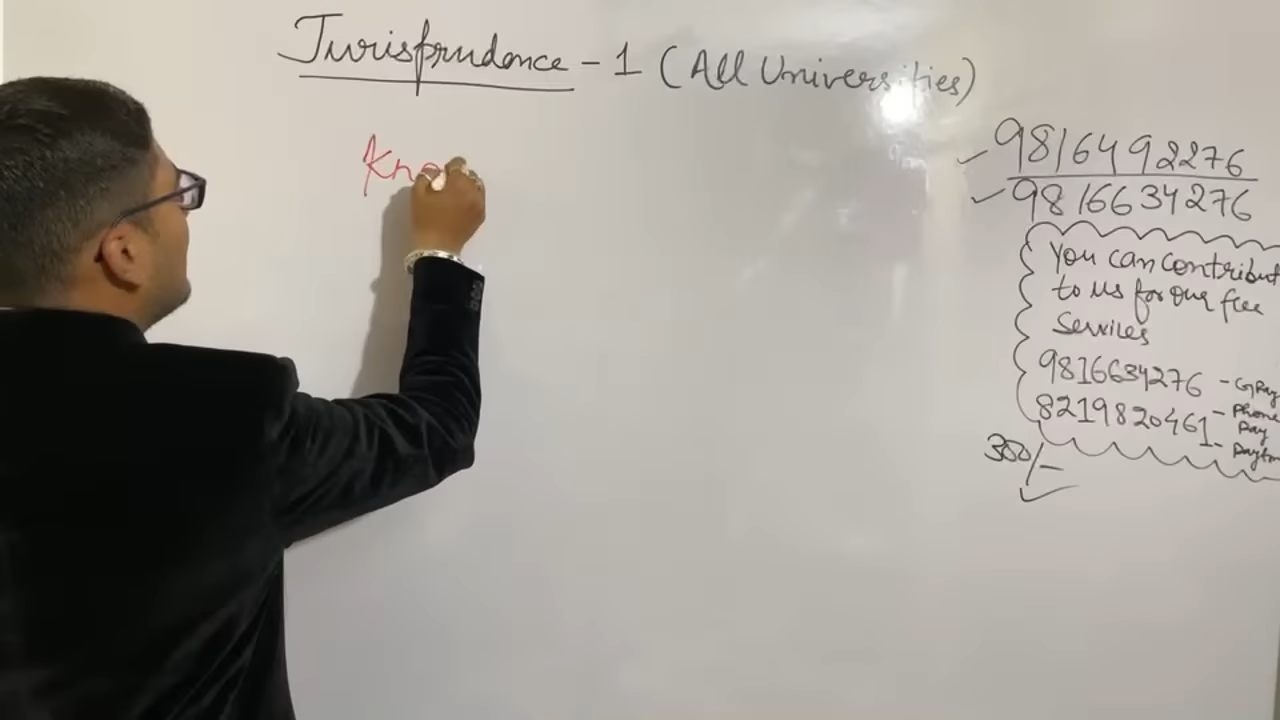 Jurisprudence - 1 (All Universities)
Kno
9816492276
9816634276
You can contribut
to us for our free
Services
9816634276 - G Pay
8219820461 - Phone
Pay
- Paytm
300/-